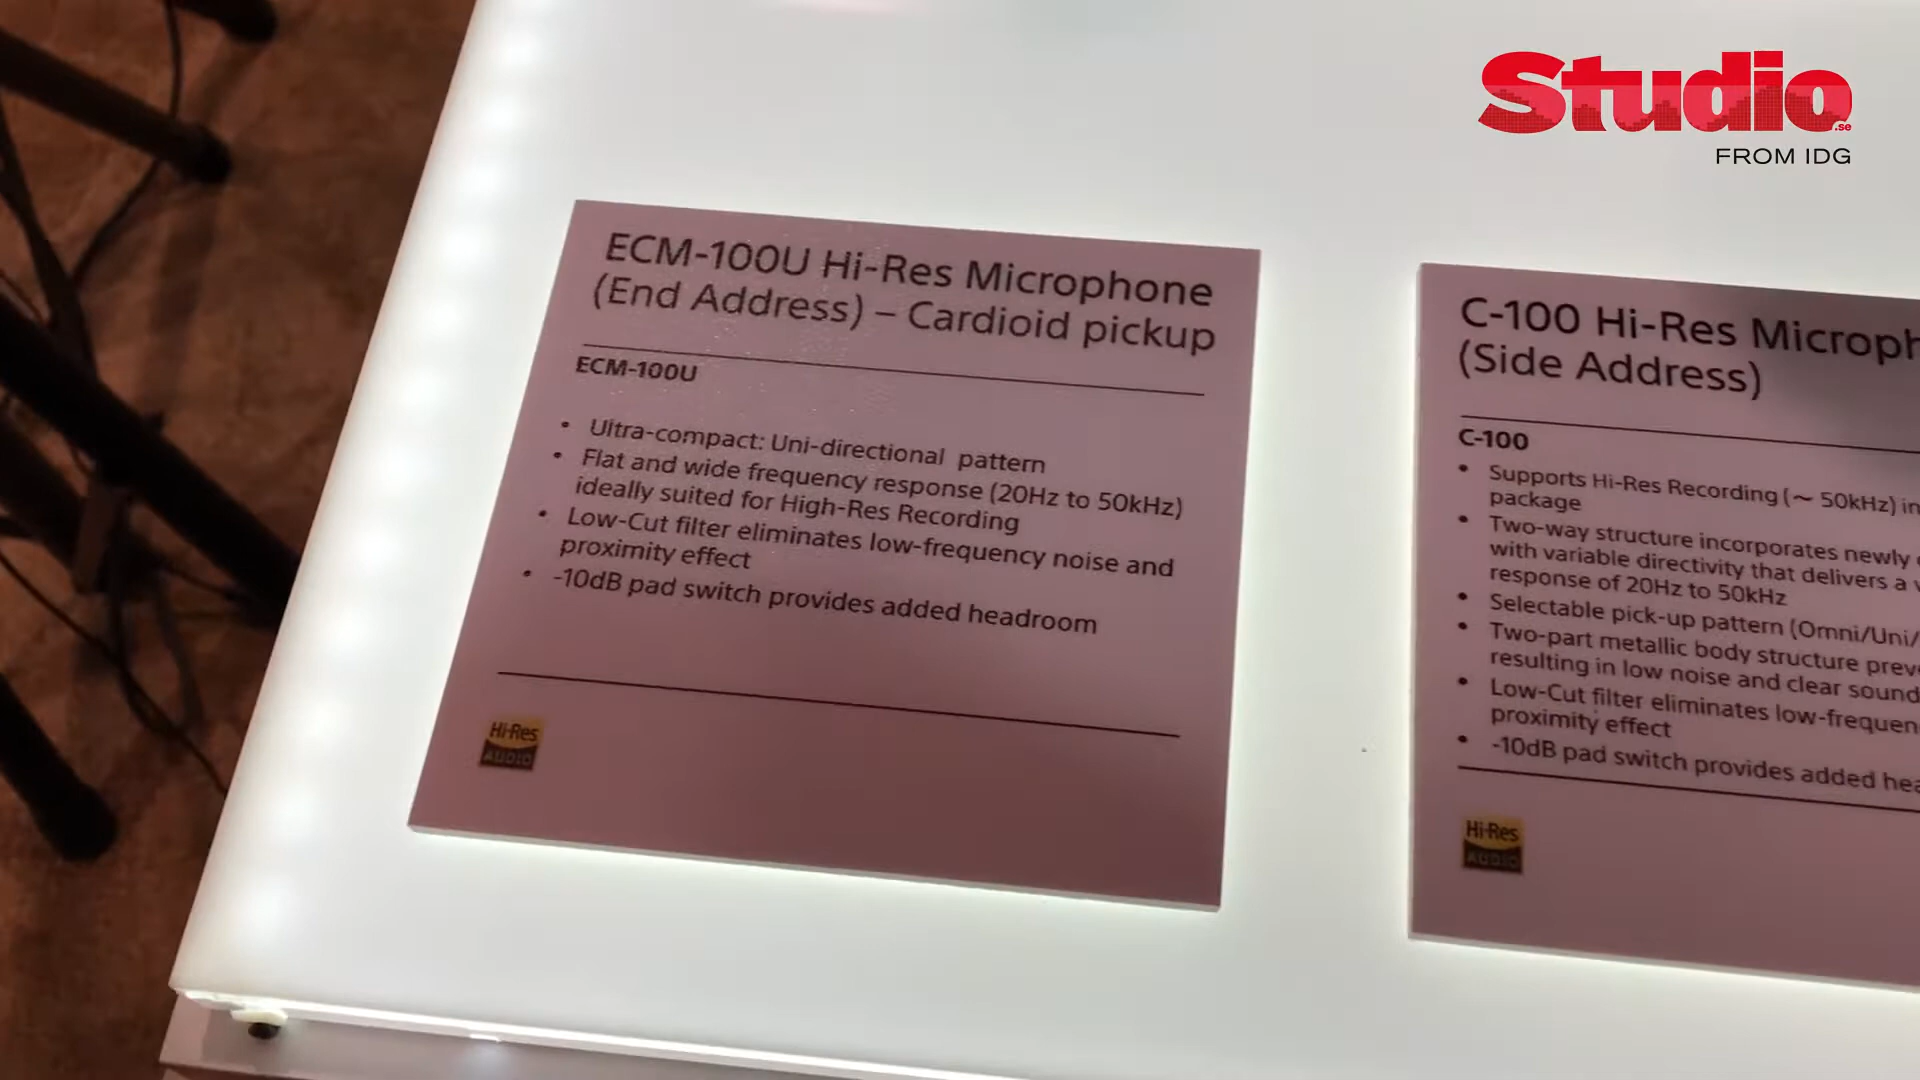 Studio
.se
FROM IDG
ECM-100U Hi-Res Microphone
(End Address) – Cardioid pickup
ECM-100U
• Ultra-compact: Uni-directional pattern
• Flat and wide frequency response (20Hz to 50kHz)
ideally suited for High-Res Recording
• Low-Cut filter eliminates low-frequency noise and
proximity effect
• -10dB pad switch provides added headroom
Hi-Res
AUDIO
C-100 Hi-Res
(Side Address)
C-100
• Supports Hi-Res Recording (~ 50kHz) in
package
• Two-way structure incorporates newly
with variable directivity that delivers a
response of 20Hz to 50kHz
• Selectable pick-up pattern (Omni/Uni/
• Two-part metallic body structure
resulting in low noise and clear sound
• Low-Cut filter eliminates
proximity effect
• -10dB pad switch provides added
Hi-Res
AUDIO